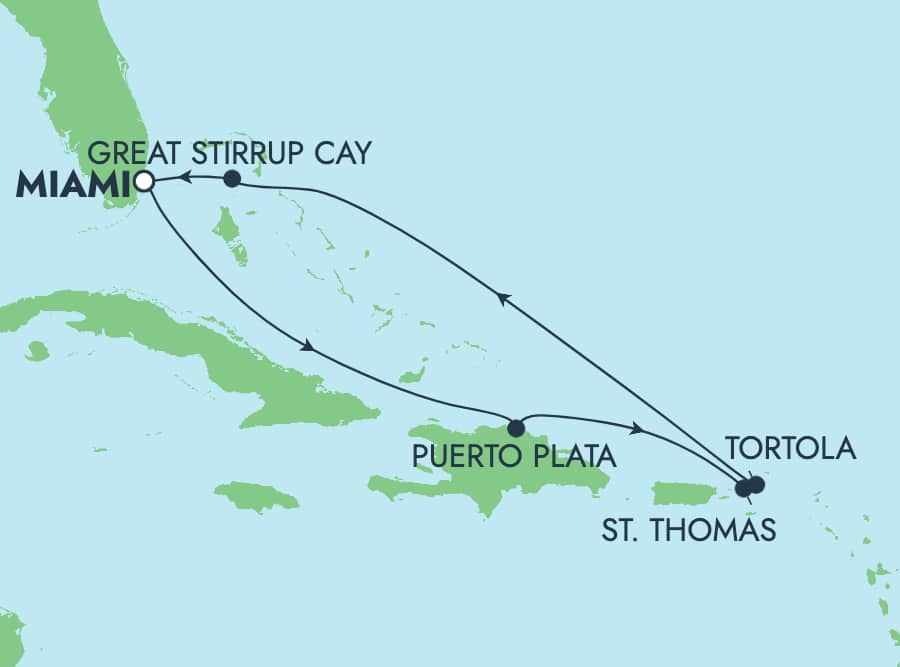 GREAT STIRRUP CAY
MIAMI
PUERTO PLATA
TORTOLA
ST. THOMAS